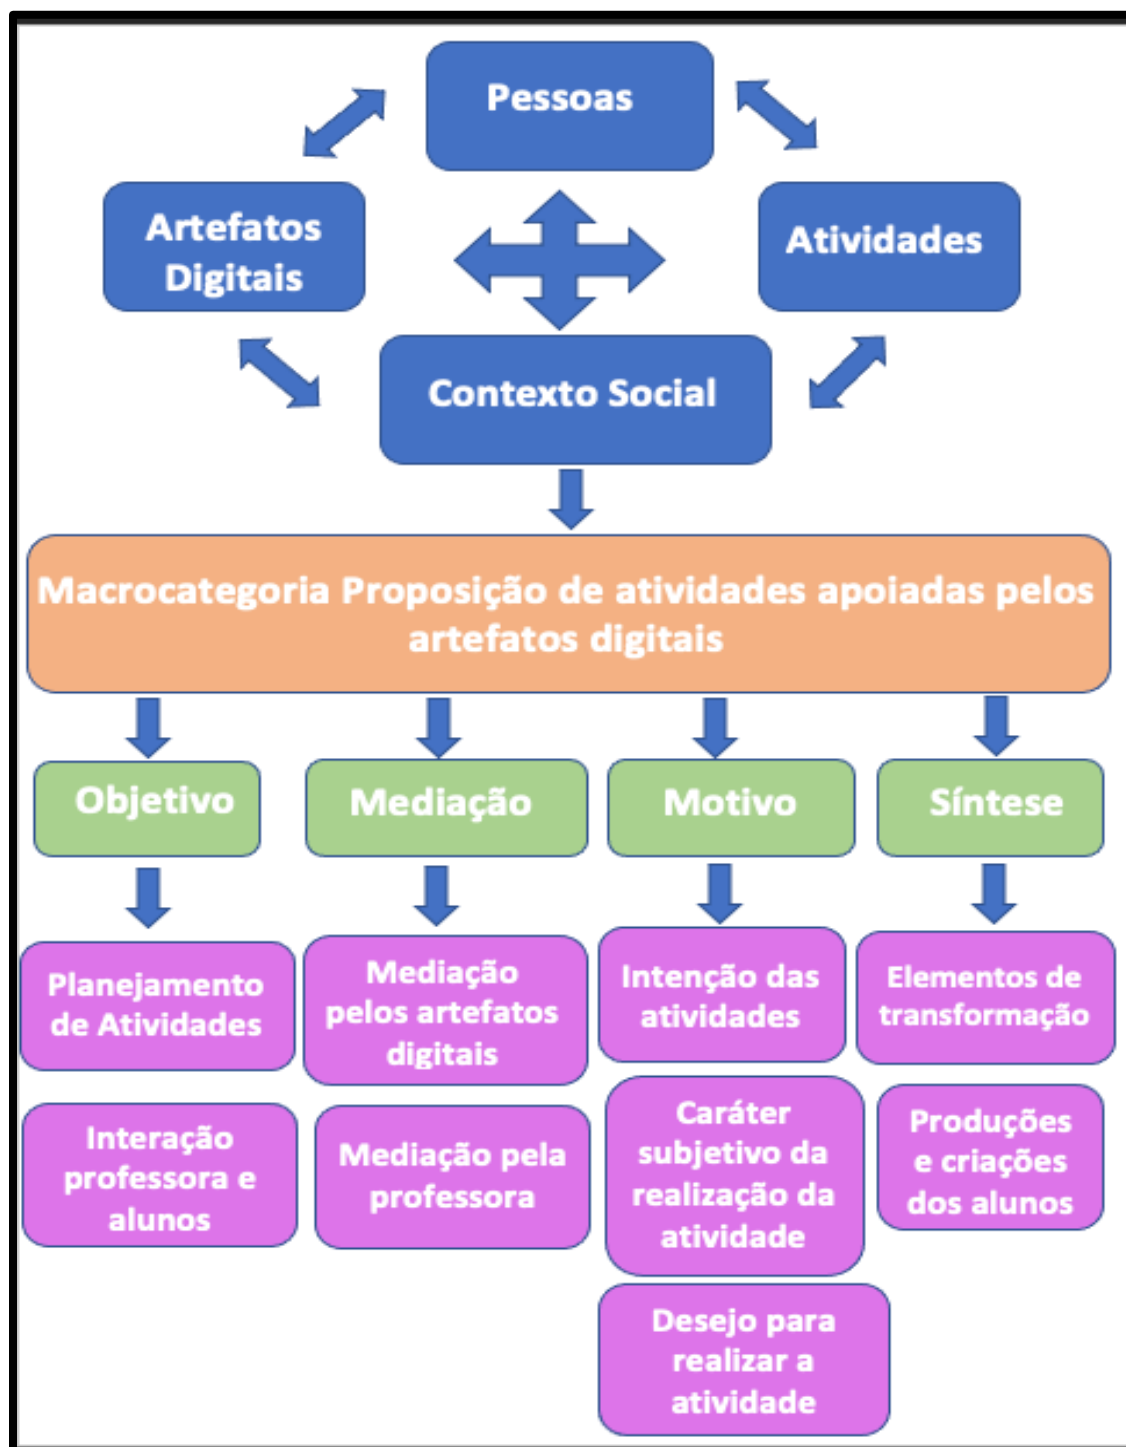 Pessoas
Artefatos
Digitais
Atividades
Contexto Social
Macrocategoria Proposição de atividades apoiadas pelos
artefatos digitais
Objetivo
Mediação
Motivo
Síntese
Planejamento
de Atividades
Mediação
pelos artefatos
digitais
Intenção das
atividades
Elementos de
transformação
Interação
professora e
alunos
Mediação pela
professora
Caráter
subjetivo da
realização da
atividade
Produções
e criações
dos alunos
Desejo para
realizar a
atividade